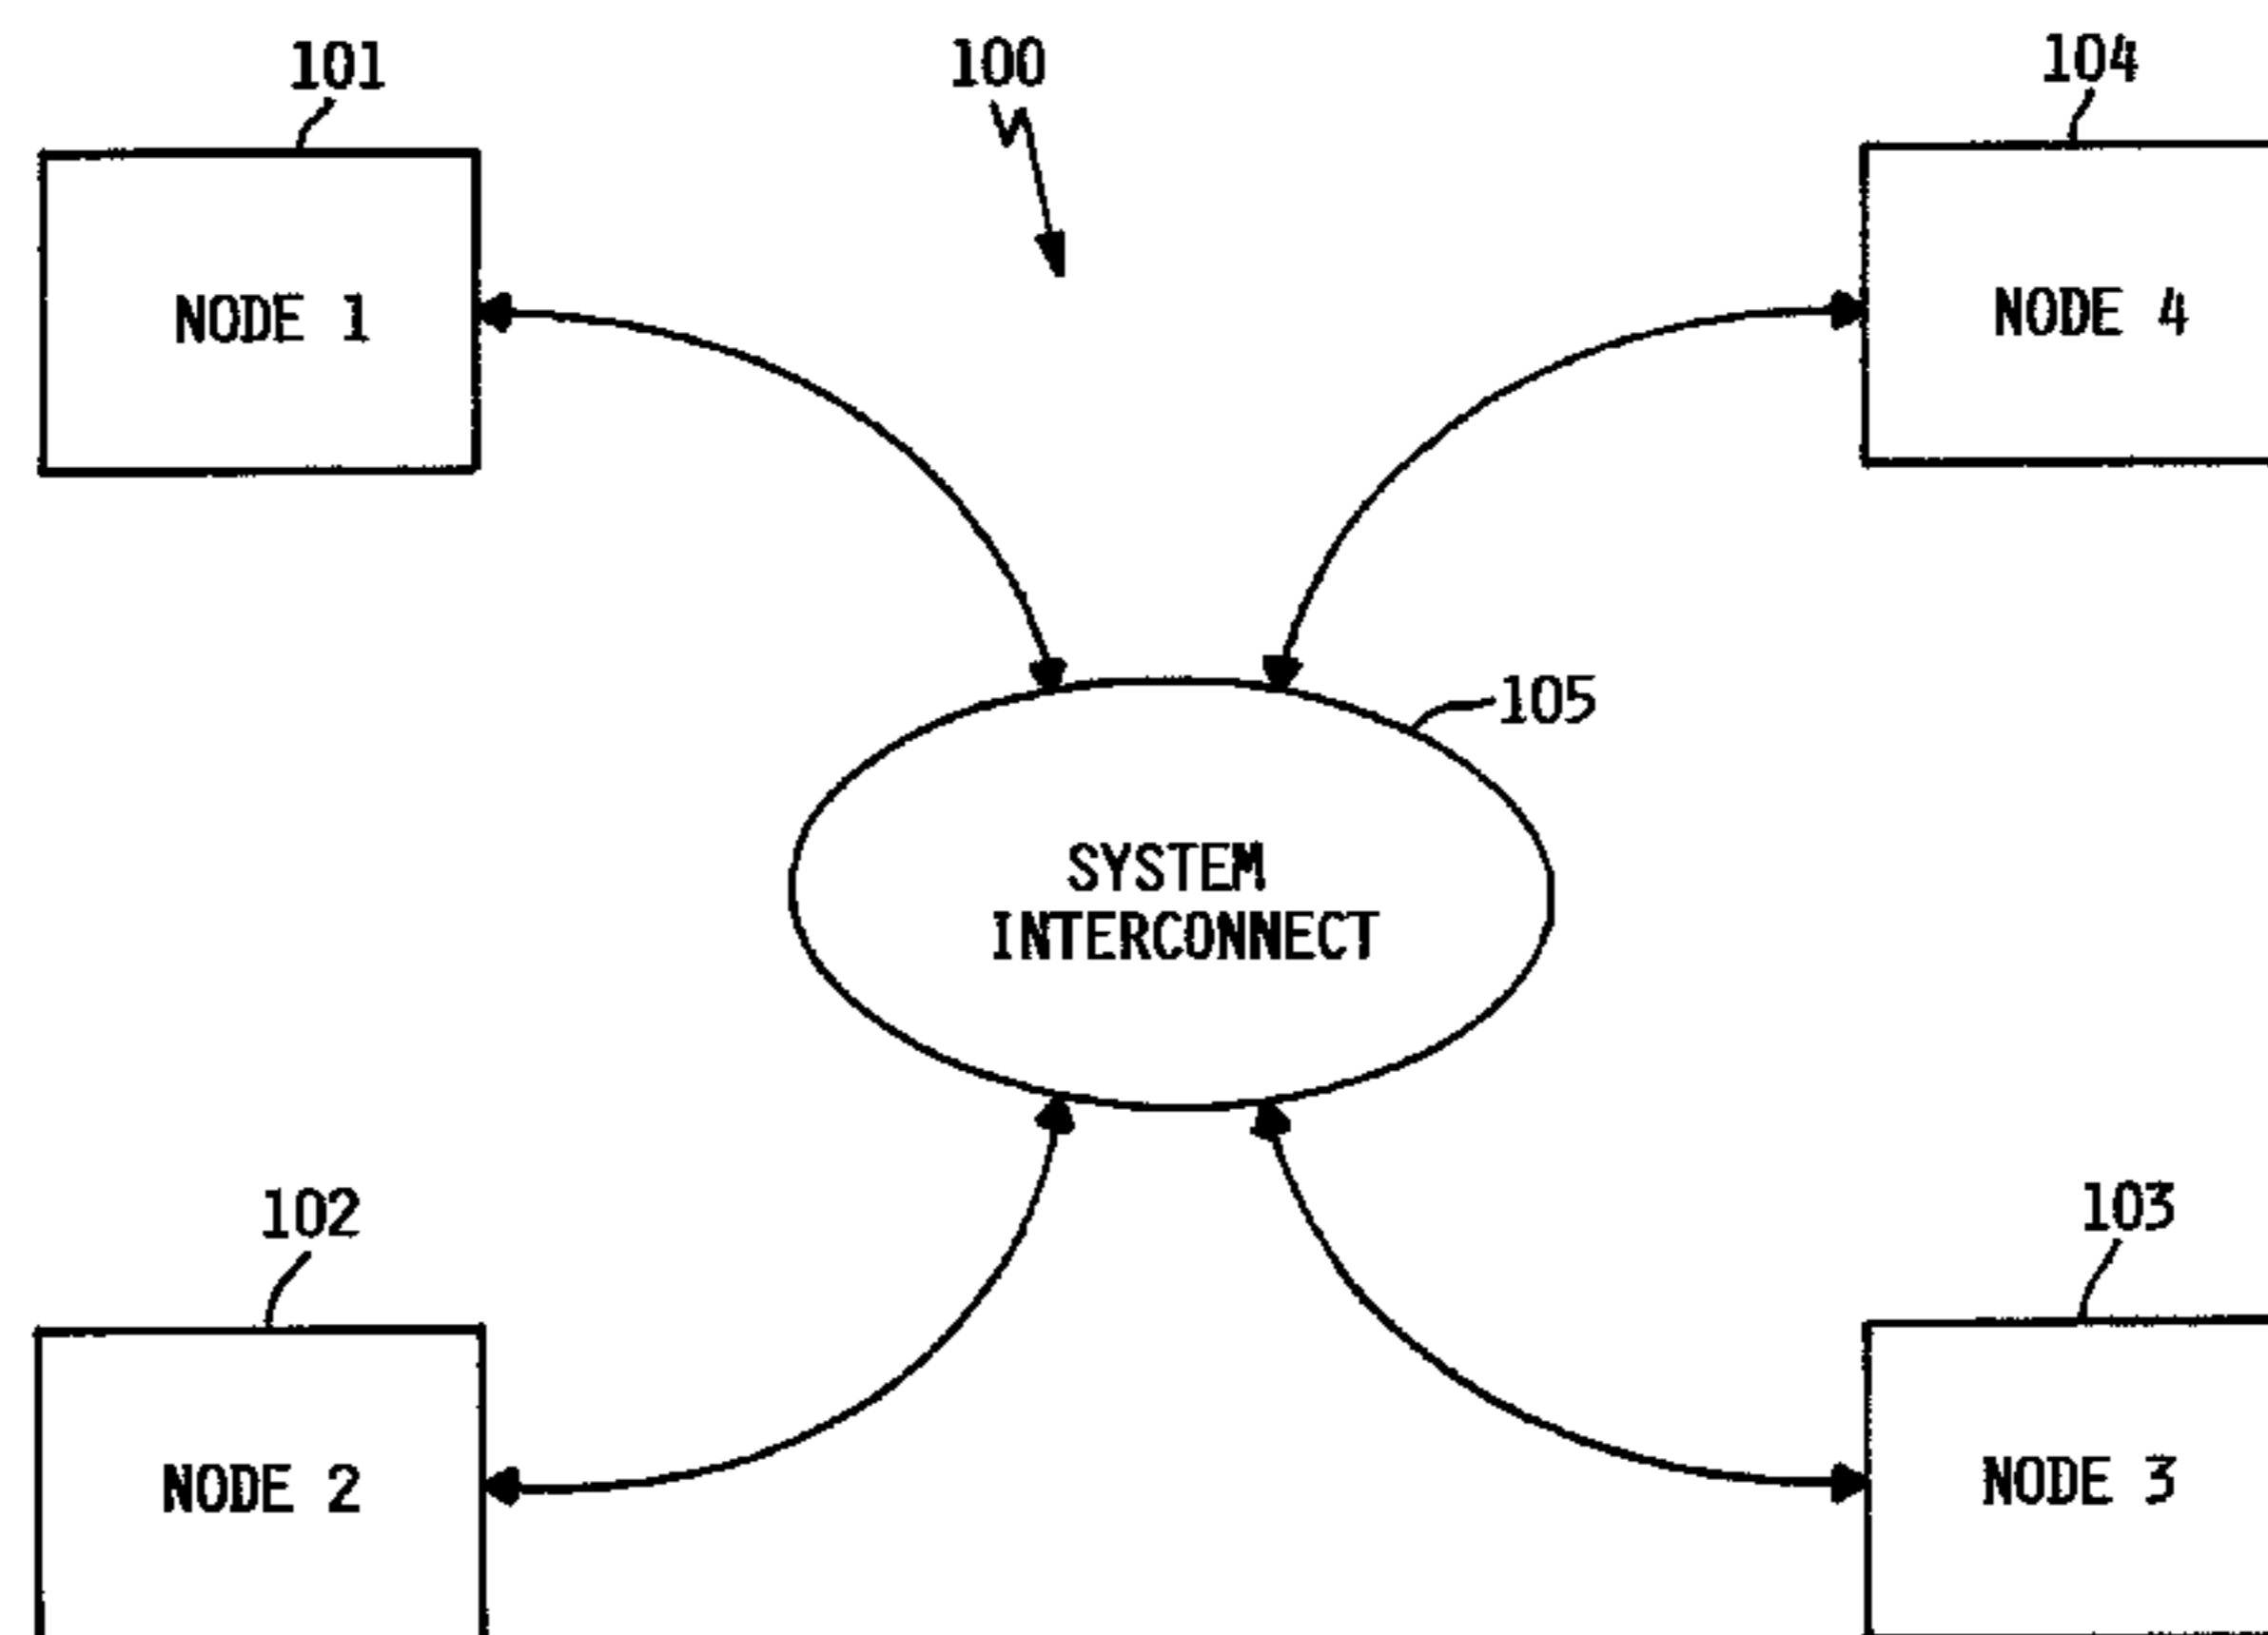 101
100
104
NODE 1
NODE 4
105
SYSTEM
INTERCONNECT
102
103
NODE 2
NODE 3